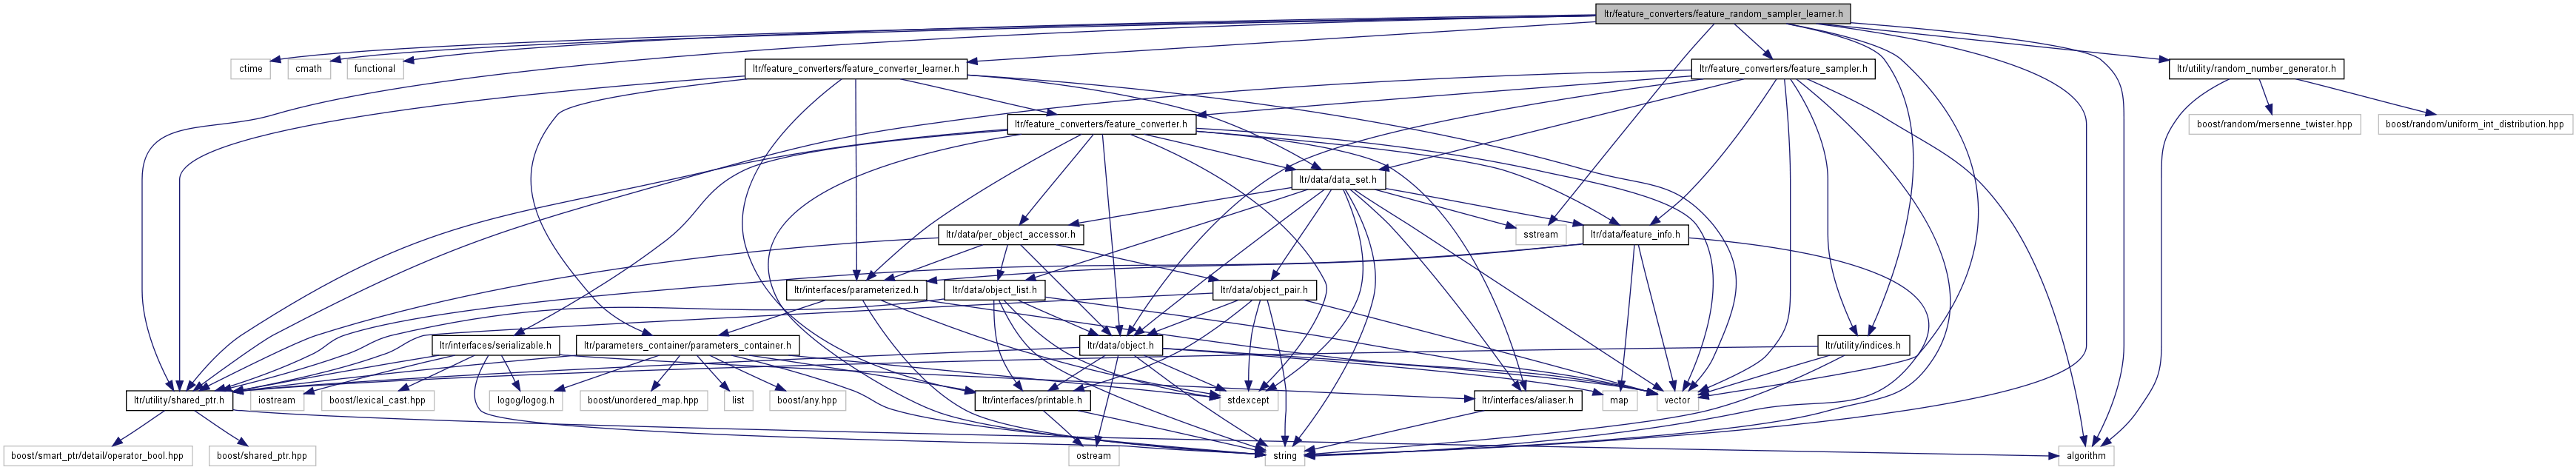 ltr/feature_converters/feature_random_sampler_learner.h
ctime
cmath
functional
ltr/feature_converters/feature_converter_learner.h
ltr/feature_converters/feature_sampler.h
ltr/utility/random_number_generator.h
ltr/feature_converters/feature_converter.h
boost/random/mersenne_twister.hpp
boost/random/uniform_int_distribution.hpp
ltr/data/data_set.h
ltr/data/per_object_accessor.h
sstream
ltr/data/feature_info.h
ltr/interfaces/parameterized.h
ltr/data/object_list.h
ltr/data/object_pair.h
ltr/interfaces/serializable.h
ltr/parameters_container/parameters_container.h
ltr/data/object.h
ltr/utility/indices.h
ltr/utility/shared_ptr.h
iostream
boost/lexical_cast.hpp
logog/logog.h
boost/unordered_map.hpp
list
boost/any.hpp
ltr/interfaces/printable.h
stdexcept
ltr/interfaces/aliaser.h
map
vector
boost/smart_ptr/detail/operator_bool.hpp
boost/shared_ptr.hpp
ostream
string
algorithm